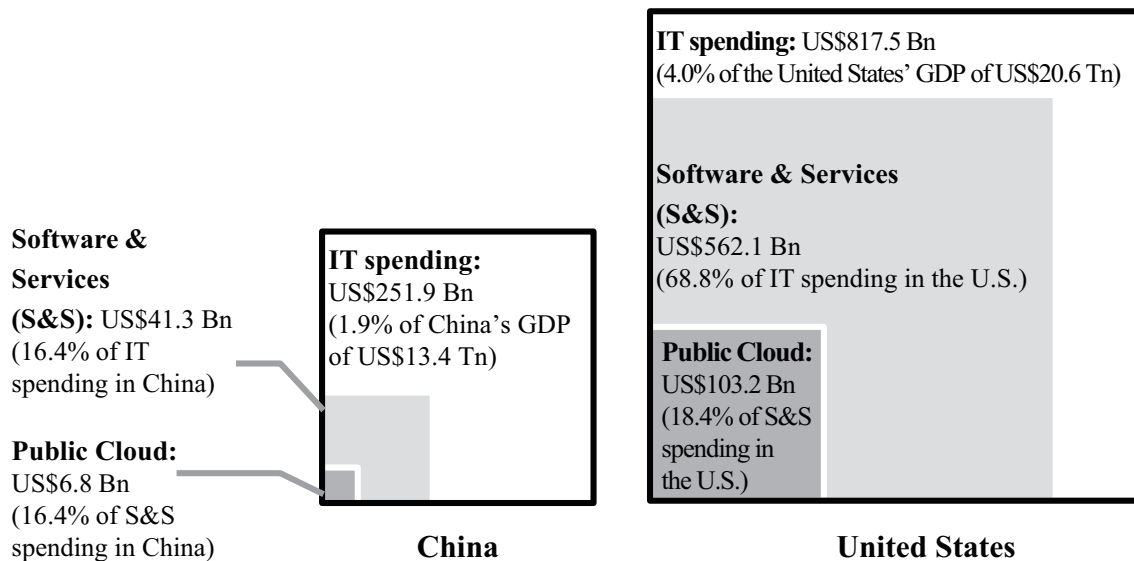 Software &
Services
(S&S): US$41.3 Bn
(16.4% of IT
spending in China)
Public Cloud:
US$6.8 Bn
(16.4% of S&S
spending in China)
IT spending:
US$251.9 Bn
(1.9% of China’s GDP
of US$13.4 Tn)
China
IT spending: US$817.5 Bn
(4.0% of the United States’ GDP of US$20.6 Tn)
Software & Services
(S&S):
US$562.1 Bn
(68.8% of IT spending in the U.S.)
Public Cloud:
US$103.2 Bn
(18.4% of S&S
spending in
the U.S.)
United States